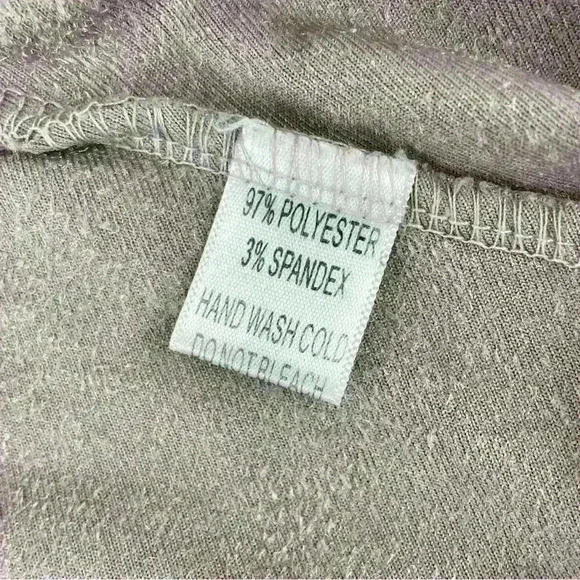 97% POLYESTER
3% SPANDEX
HAND WASH COLD
DO NOT BLEACH